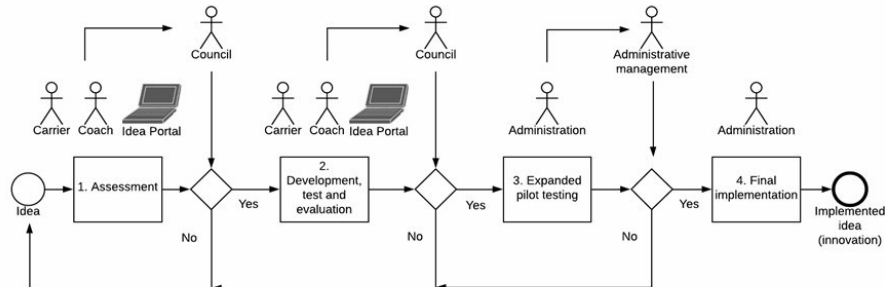 Council
Council
Administrative
management
Carrier
Coach
Idea Portal
Carrier
Coach
Idea Portal
Administration
Administration
Idea
1. Assessment
Yes
No
2.
Development,
test and
evaluation
Yes
No
3. Expanded
pilot testing
Yes
No
4. Final
implementation
Implemented
idea
(innovation)